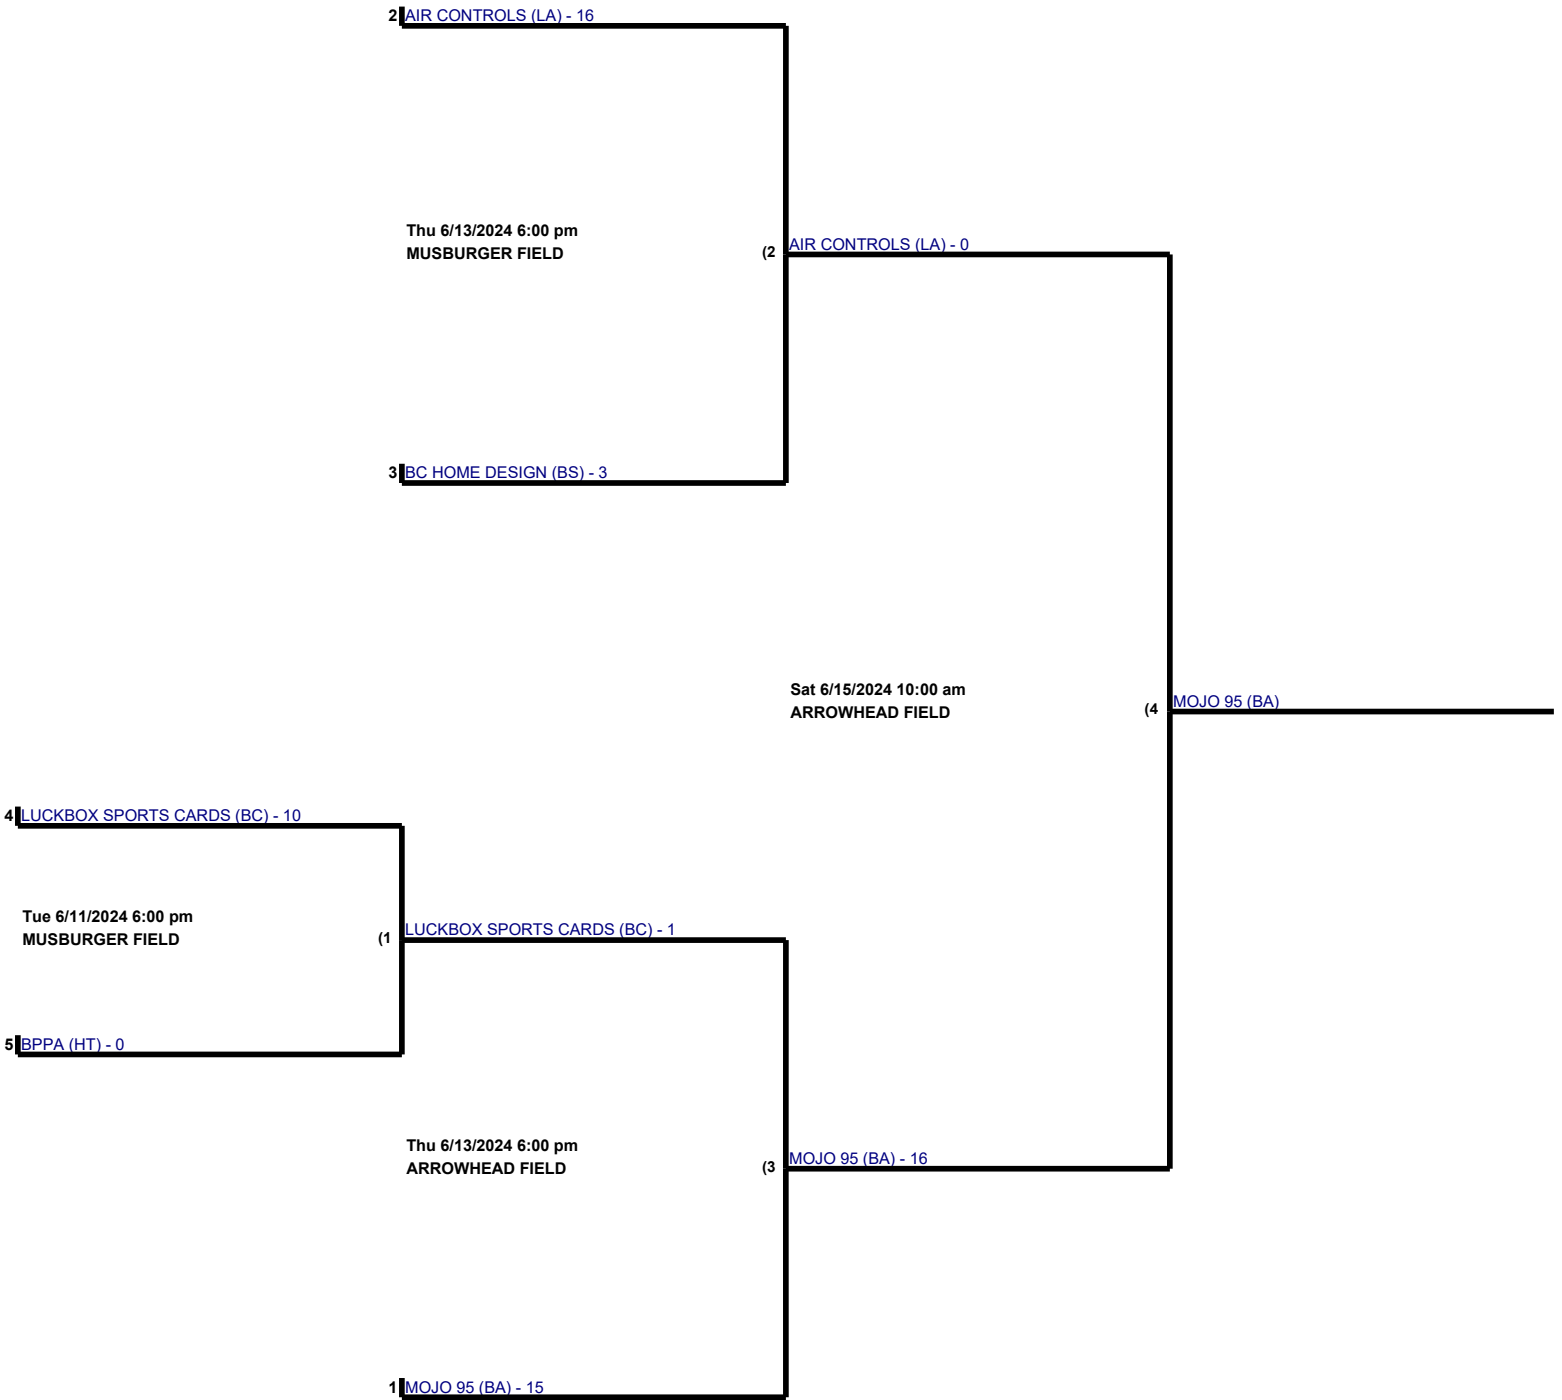 2 AIR CONTROLS (LA) - 16
Thu 6/13/2024 6:00 pm
MUSBURGER FIELD
(2
AIR CONTROLS (LA) - 0
3 BC HOME DESIGN (BS) - 3
Sat 6/15/2024 10:00 am
ARROWHEAD FIELD
(4
MOJO 95 (BA)
4 LUCKBOX SPORTS CARDS (BC) - 10
Tue 6/11/2024 6:00 pm
MUSBURGER FIELD
(1
LUCKBOX SPORTS CARDS (BC) - 1
5 BPPA (HT) - 0
Thu 6/13/2024 6:00 pm
ARROWHEAD FIELD
(3
MOJO 95 (BA) - 16
1 MOJO 95 (BA) - 15